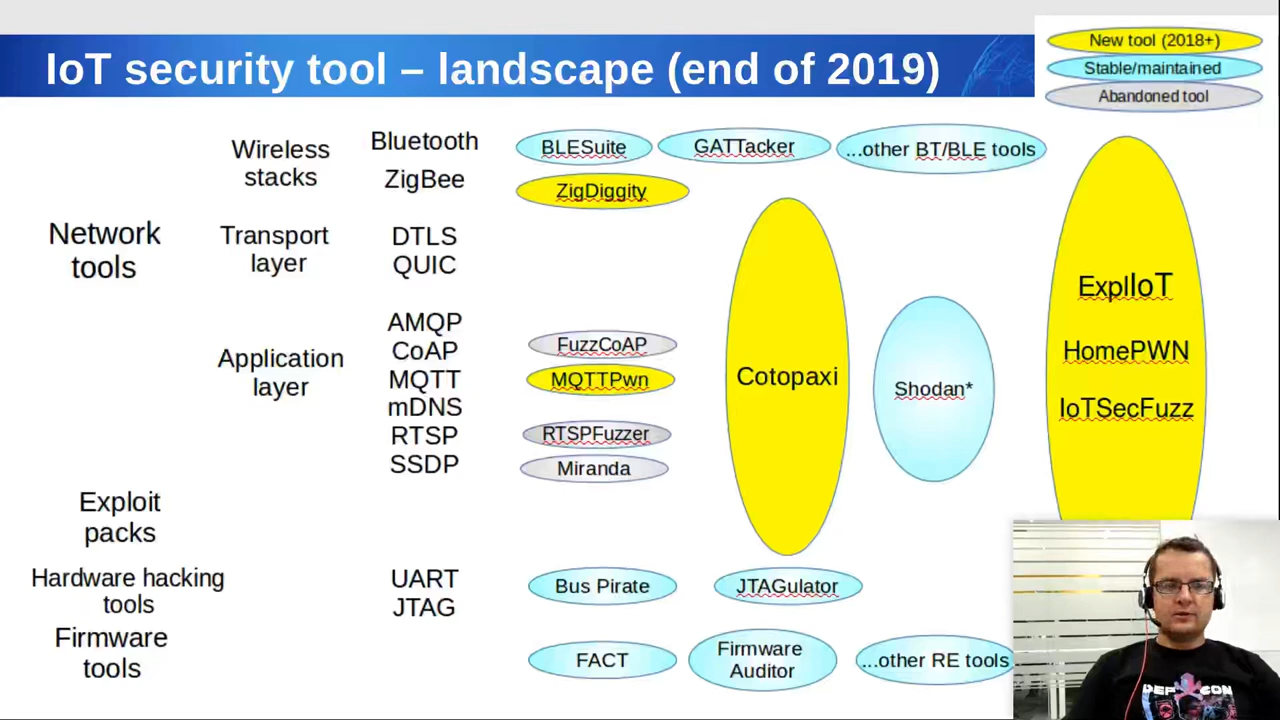 IoT security tool – landscape (end of 2019)
New tool (2018+)
Stable/maintained
Abandoned tool
Wireless
stacks
Bluetooth
ZigBee
BLESuite
GATTacker
...other BT/BLE tools
ZigDiggity
Network
tools
Transport
layer
DTLS
QUIC
Application
layer
AMQP
CoAP
MQTT
mDNS
RTSP
SSDP
FuzzCoAP
MQTTPwn
RTSPFuzzer
Miranda
Cotopaxi
Shodan*
ExplIoT
HomePWN
IoTSecFuzz
Exploit
packs
Hardware hacking
tools
UART
JTAG
Bus Pirate
JTAGulator
Firmware
tools
FACT
Firmware
Auditor
...other RE tools
DEF CON